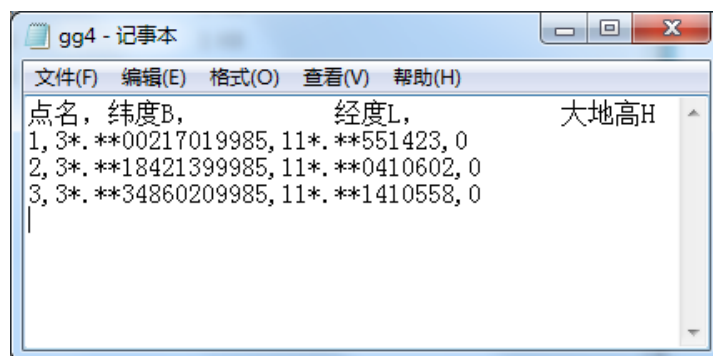 gg4 - 记事本
文件(F) 编辑(E) 格式(O) 查看(V) 帮助(H)
点名, 纬度B, 经度L, 大地高H
1,3*.**00217019985,11*.**551423,0
2,3*.**18421399985,11*.**0410602,0
3,3*.**34860209985,11*.**1410558,0